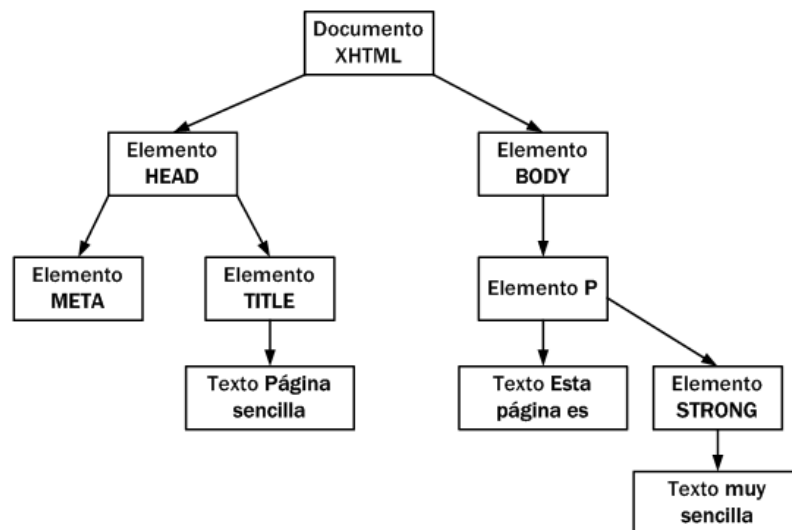 Documento
XHTML
Elemento
HEAD
Elemento
BODY
Elemento
META
Elemento
TITLE
Elemento P
Texto Página
sencilla
Texto Esta
página es
Elemento
STRONG
Texto muy
sencilla